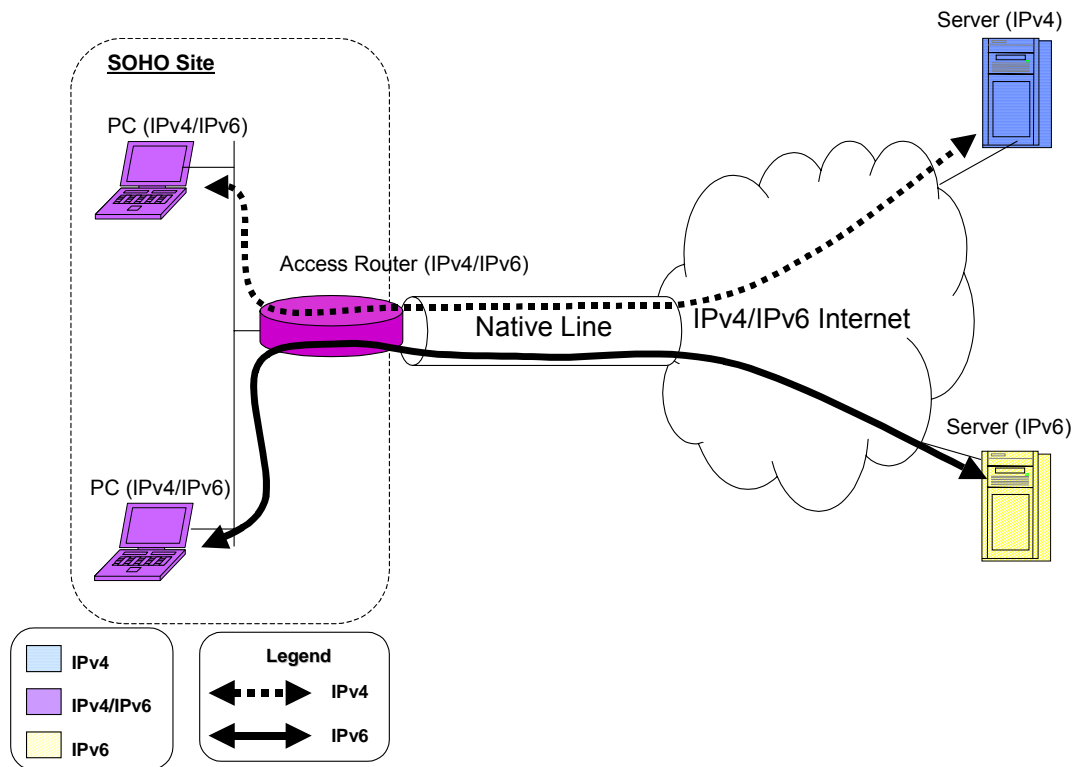 Server (IPv4)
SOHO Site
PC (IPv4/IPv6)
Access Router (IPv4/IPv6)
Native Line
IPv4/IPv6 Internet
Server (IPv6)
PC (IPv4/IPv6)
IPv4
IPv4/IPv6
IPv6
Legend
IPv4
IPv6